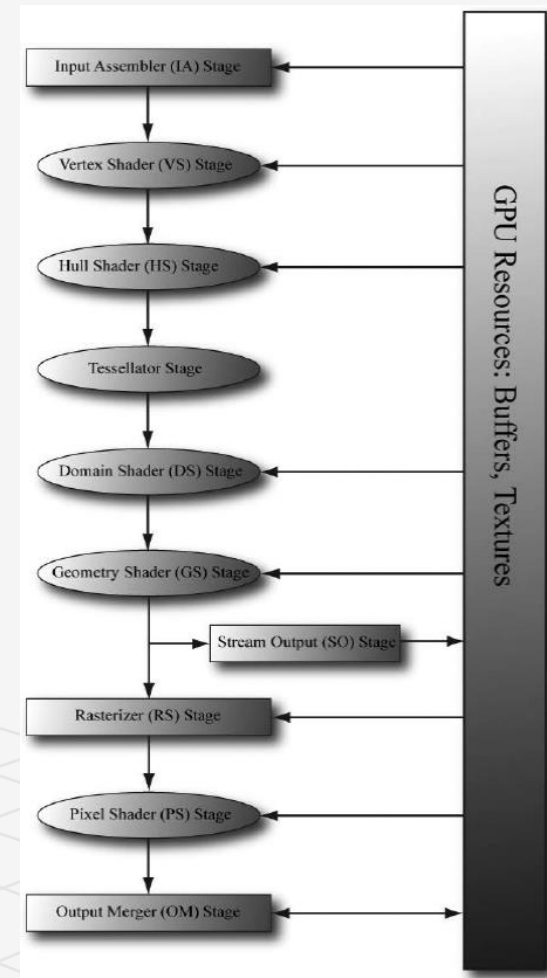 Input Assembler (IA) Stage
Vertex Shader (VS) Stage
Hull Shader (HS) Stage
Tessellator Stage
Domain Shader (DS) Stage
Geometry Shader (GS) Stage
Stream Output (SO) Stage
Rasterizer (RS) Stage
Pixel Shader (PS) Stage
Output Merger (OM) Stage
GPU Resources: Buffers, Textures